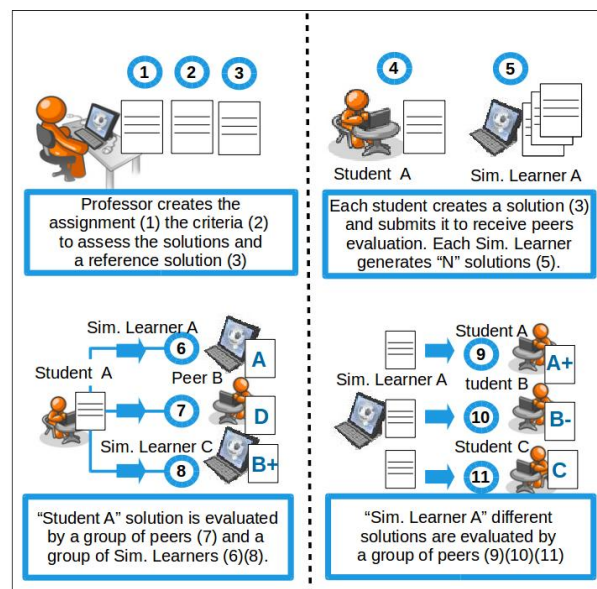 1 2 3
Professor creates the
assignment (1) the criteria (2)
to assess the solutions and
a reference solution (3)
4 5
Student A Sim. Learner A
Each student creates a solution (3)
and submits it to receive peers
evaluation. Each Sim. Learner
generates “N” solutions (5).
Sim. Learner A
6 A
Student A Peer B
7 D
Sim. Learner C
8 B+
“Student A” solution is evaluated
by a group of peers (7) and a
group of Sim. Learners (6)(8).
Student A
9 A+
Sim. Learner A tudent B
10 B-
Student C
11 C
“Sim. Learner A” different
solutions are evaluated by
a group of peers (9)(10)(11)